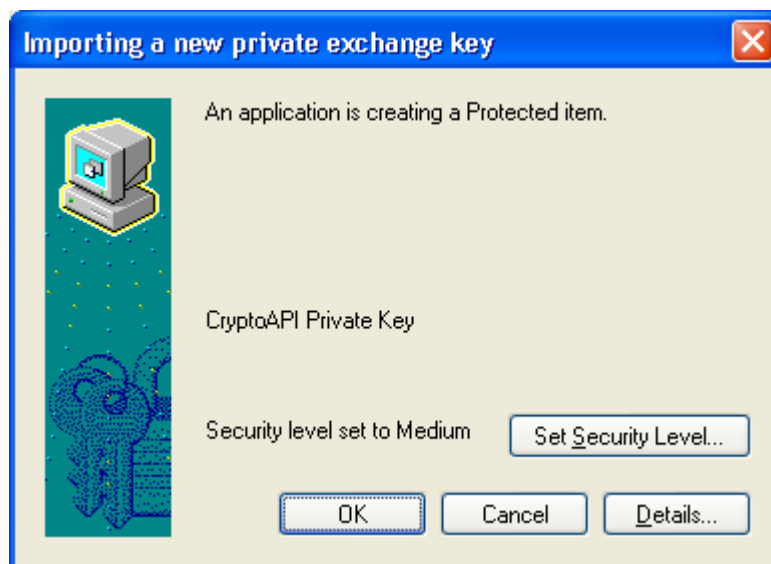 Importing a new private exchange key
An application is creating a Protected item.
CryptoAPI Private Key
Security level set to Medium
Set Security Level...
OK
Cancel
Details...